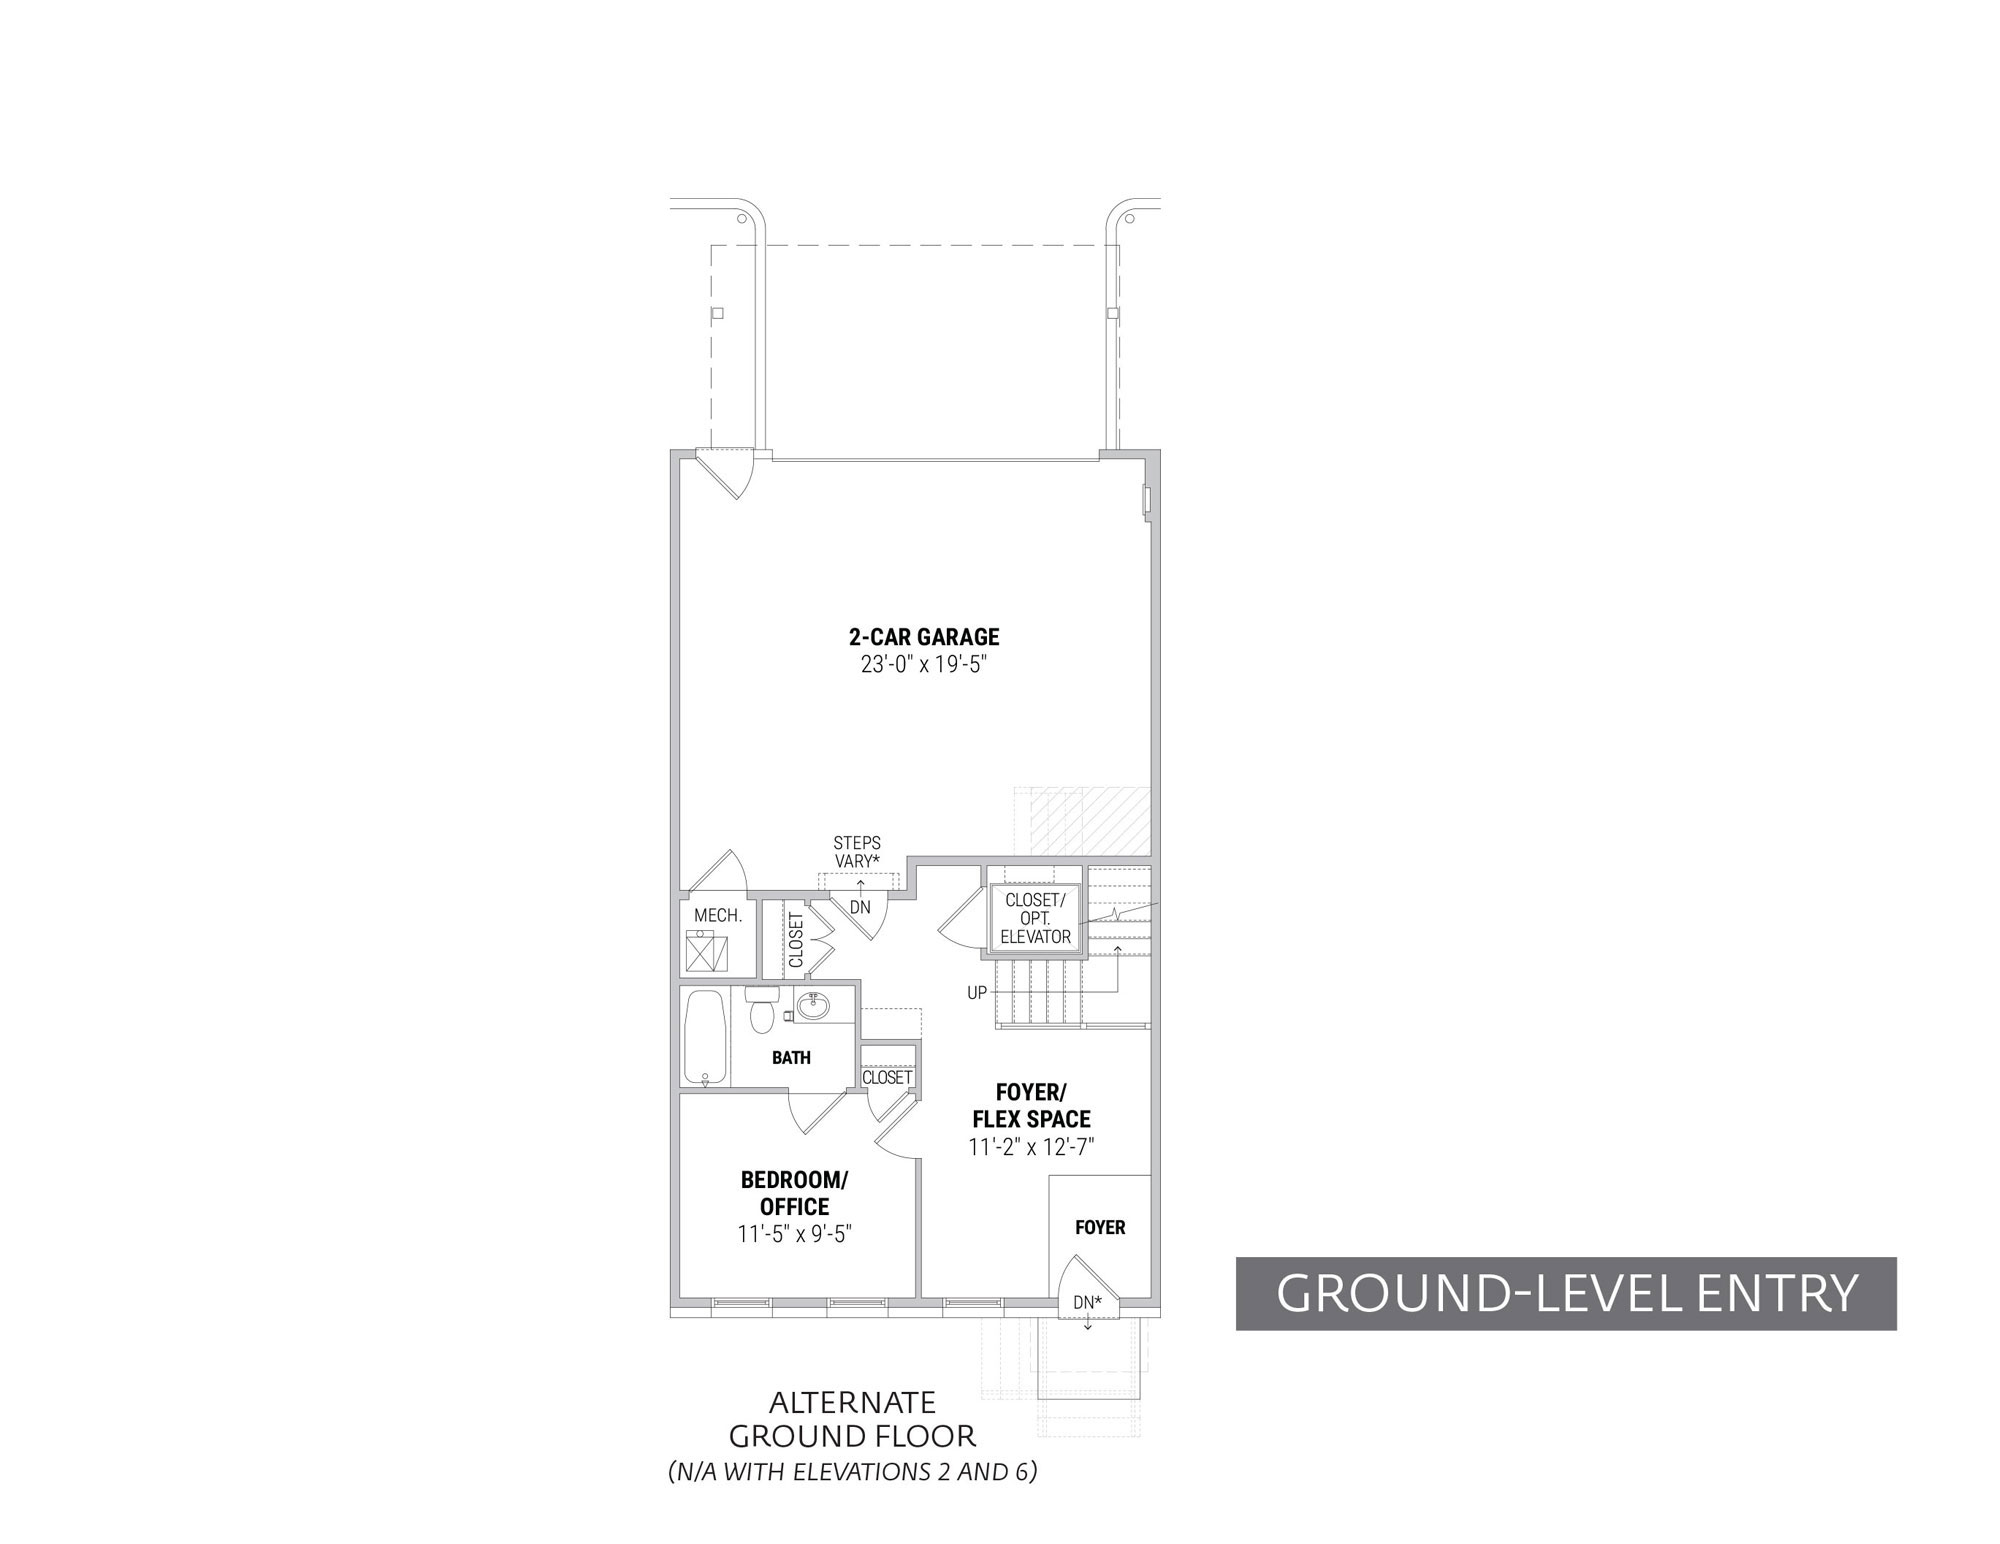 2-CAR GARAGE
23'-0" x 19'-5"
STEPS
VARY*
DN
MECH.
CLOSET
CLOSET/
OPT.
ELEVATOR
UP
BATH
CLOSET
FOYER/
FLEX SPACE
11'-2" x 12'-7"
BEDROOM/
OFFICE
11'-5" x 9'-5"
FOYER
DN*
GROUND-LEVEL ENTRY
ALTERNATE
GROUND FLOOR
(N/A WITH ELEVATIONS 2 AND 6)